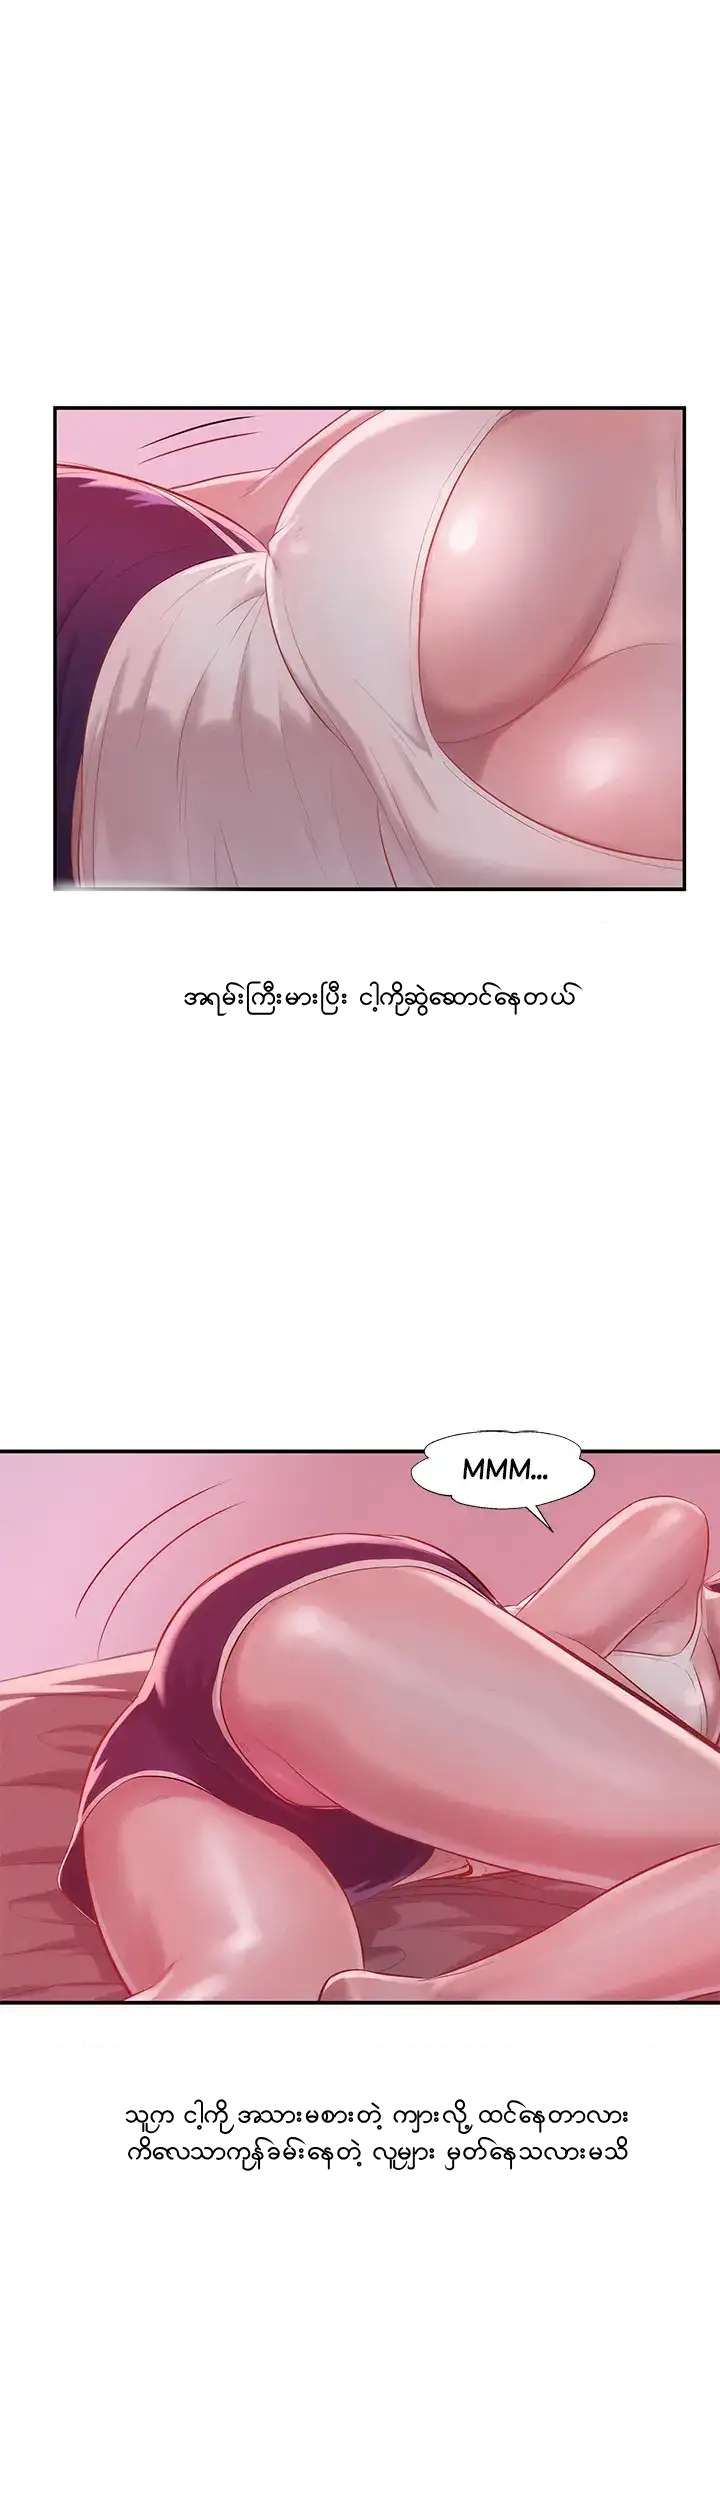 အရမ်းကြီးမားပြီး ငါ့ကိုဆွဲဆောင်နေတယ်
MMM...
သူက ငါ့ကို အသားမစားတဲ့ ကျားလို့ ထင်နေတာလား
ကိလေသာကုန်ခမ်းနေတဲ့ လူများ မှတ်နေသလားမသိ